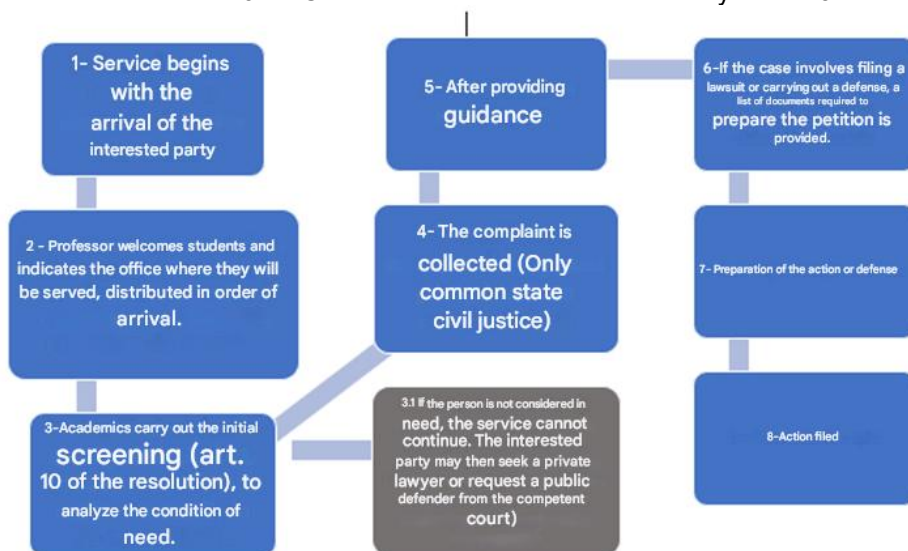 1- Service begins
with the
arrival of the
interested party
2 - Professor welcomes students and
indicates the office where they will
be served, distributed in order of
arrival.
3-Academics carry out the initial
screening (art.
10 of the resolution), to
analyze the condition of
need.
3.1 If the person is not considered in
need, the service cannot
continue. The interested
party may then seek a private
lawyer or request a public
defender from the competent
court)
4- The complaint is
collected (Only
common state
civil justice)
5- After providing
guidance
6-If the case involves filing a
lawsuit or carrying out a defense, a
list of documents required to
prepare the petition is
provided.
7- Preparation of the action or defense
8-Action filed